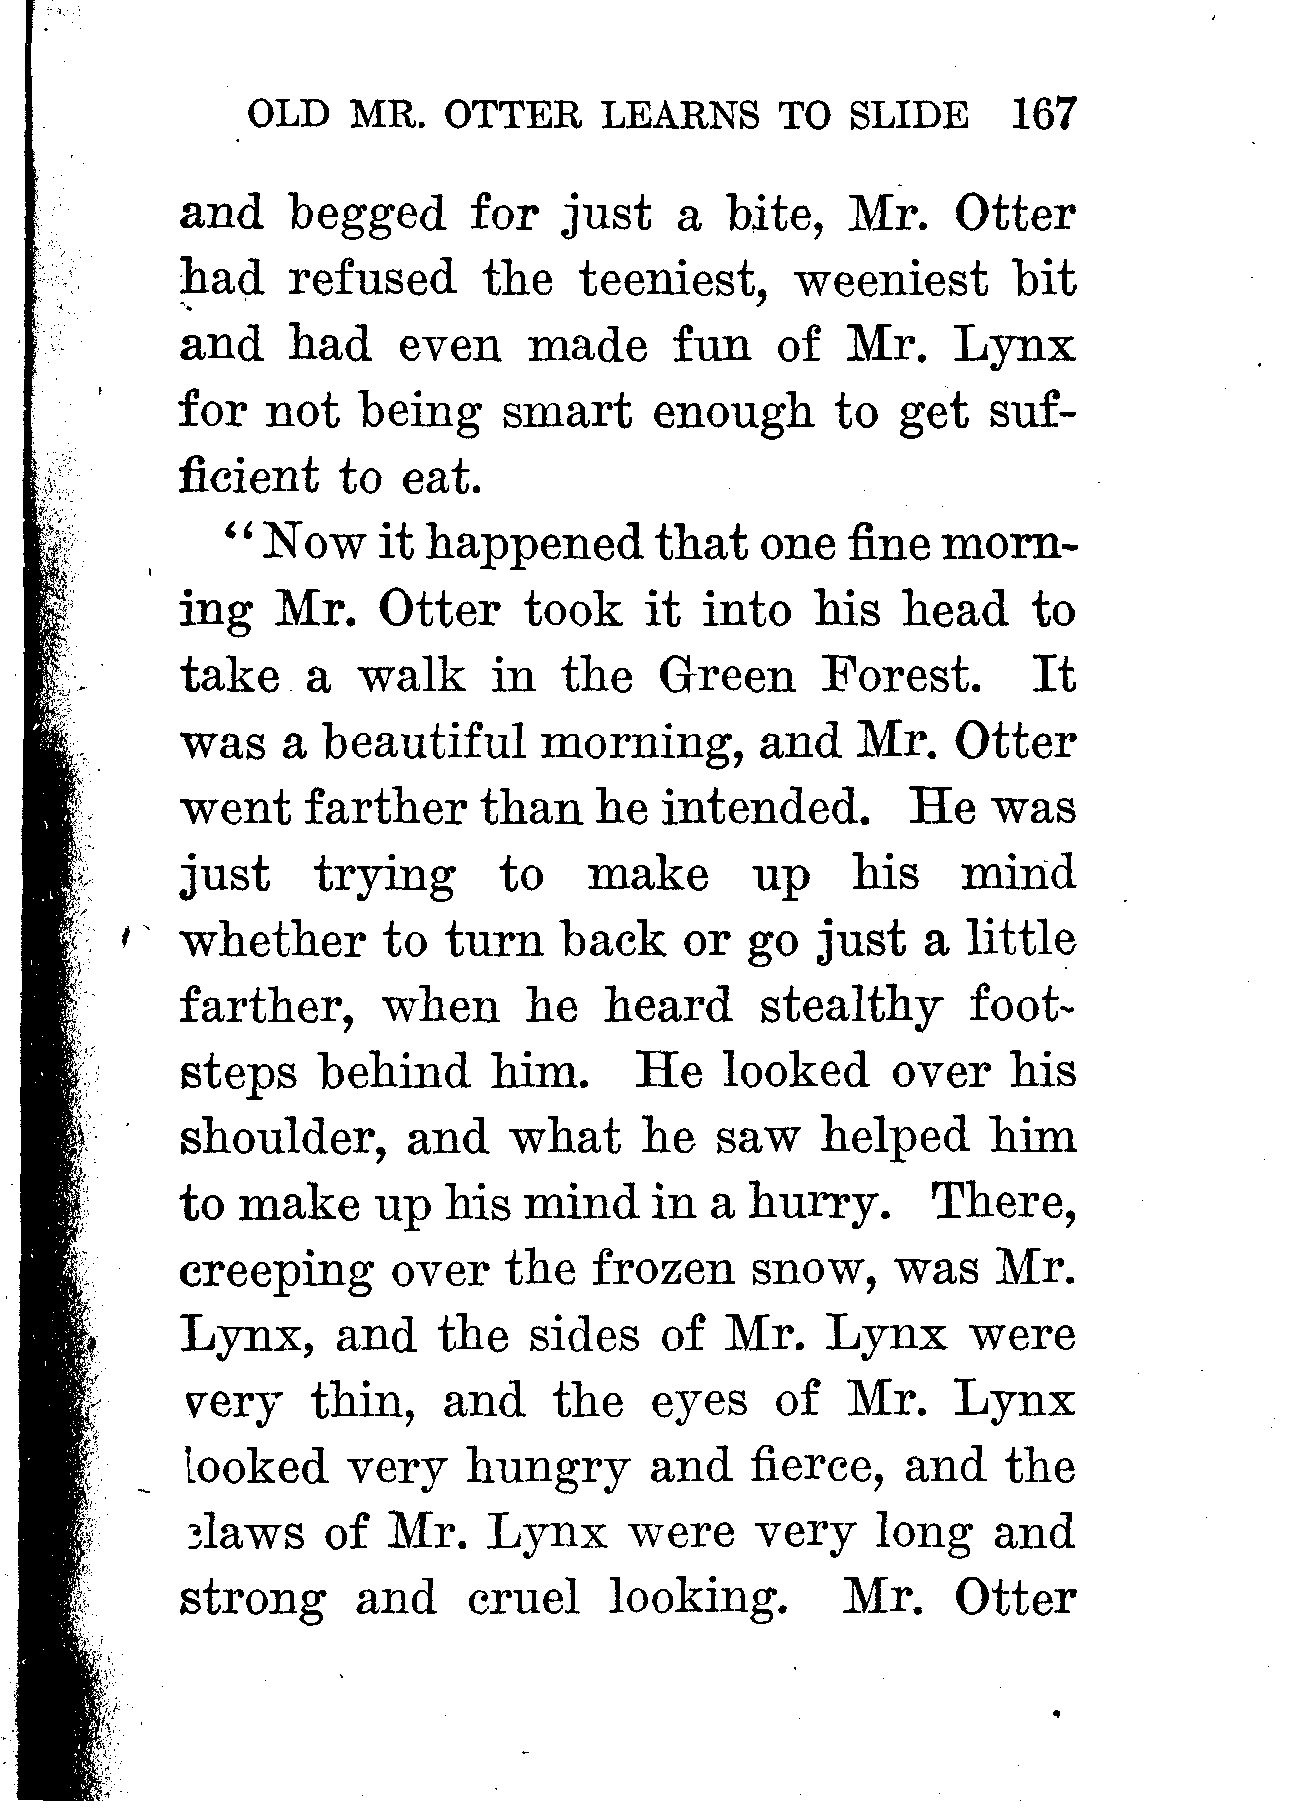 OLD MR. OTTER LEARNS TO SLIDE 167
and begged for just a bite, Mr. Otter
had refused the teeniest, weeniest bit
and had even made fun of Mr. Lynx
for not being smart enough to get suf-
ficient to eat.
“Now it happened that one fine morn-
ing Mr. Otter took it into his head to
take a walk in the Green Forest. It
was a beautiful morning, and Mr. Otter
went farther than he intended. He was
just trying to make up his mind
whether to turn back or go just a little
farther, when he heard stealthy foot-
steps behind him. He looked over his
shoulder, and what he saw helped him
to make up his mind in a hurry. There,
creeping over the frozen snow, was Mr.
Lynx, and the sides of Mr. Lynx were
very thin, and the eyes of Mr. Lynx
looked very hungry and fierce, and the
claws of Mr. Lynx were very long and
strong and cruel looking. Mr. Otter